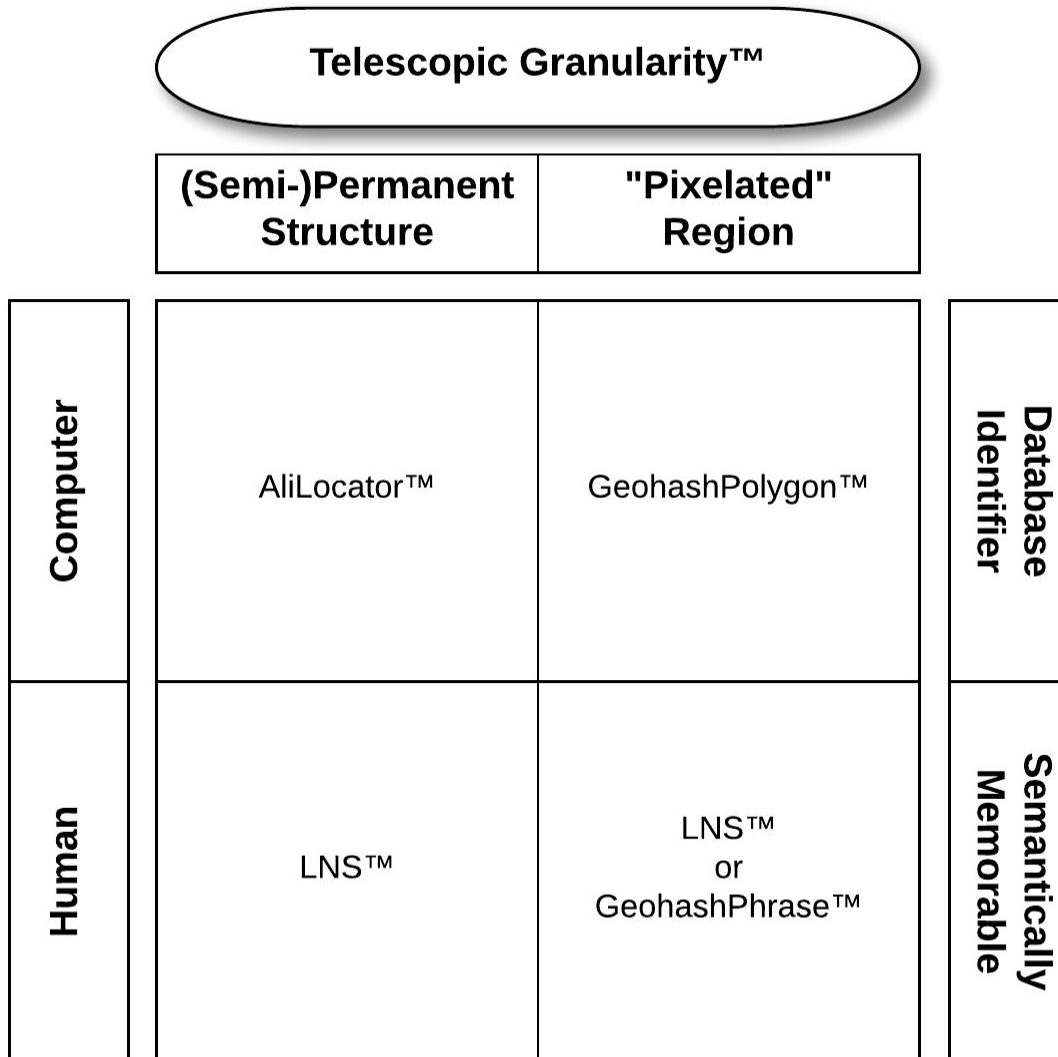 Telescopic Granularity™
(Semi-)Permanent
Structure
"Pixelated"
Region
Computer
AliLocator™
GeohashPolygon™
Database
Identifier
Human
LNS™
LNS™
or
GeohashPhrase™
Semantically
Memorable